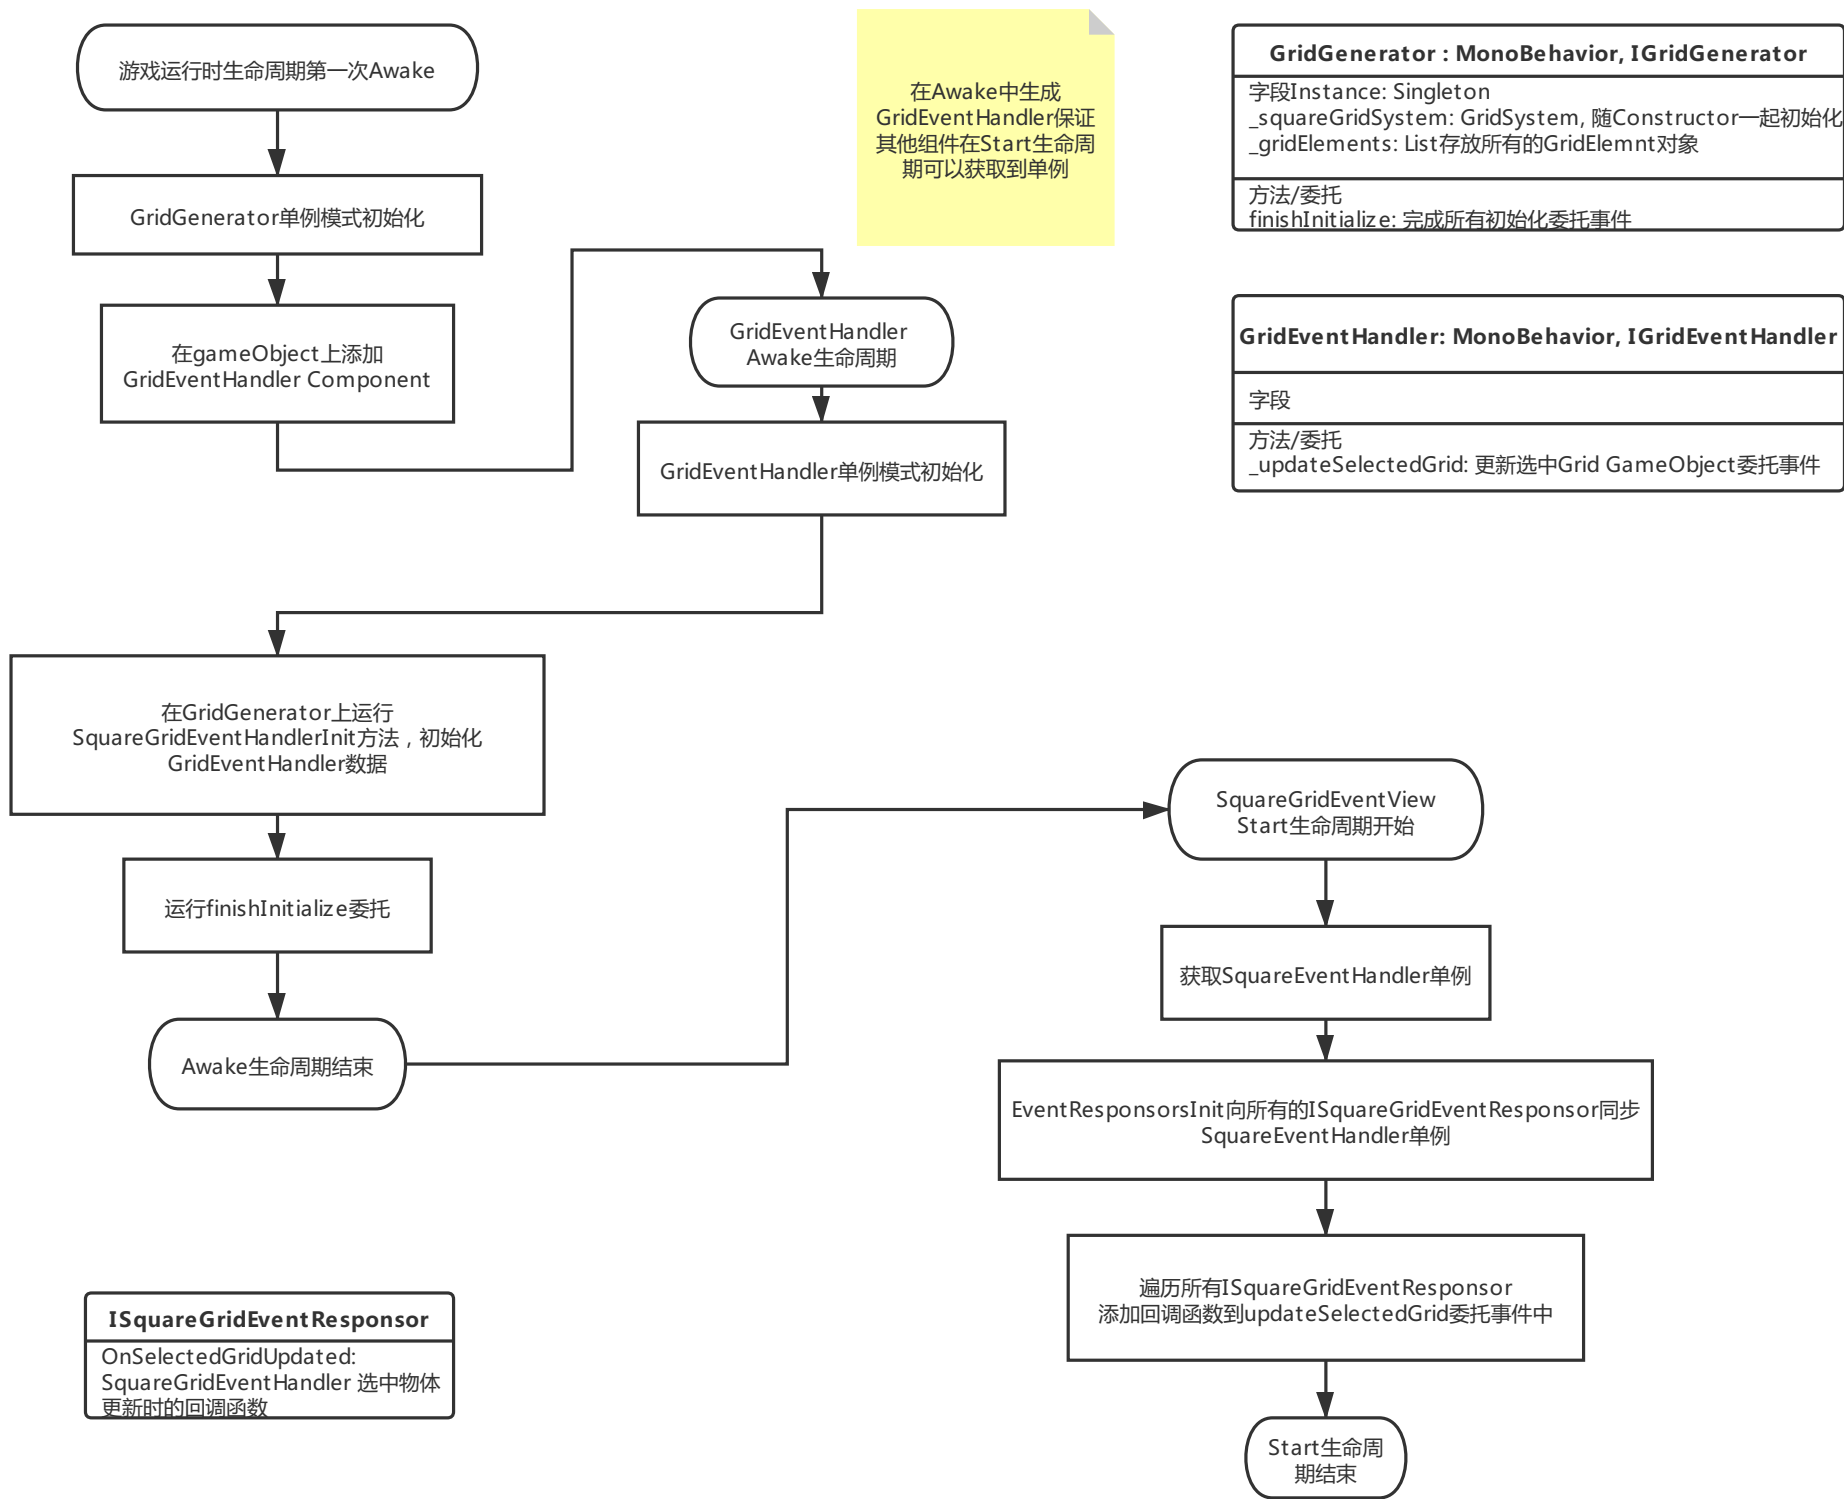 游戏运行时生命周期第一次Awake
GridGenerator单例模式初始化
在gameObject上添加
GridEventHandler Component
GridEventHandler
Awake生命周期
GridEventHandler单例模式初始化
在Awake中生成
GridEventHandler保证
其他组件在Start生命周
期可以获取到单例
GridGenerator : MonoBehavior, IGridGenerator
字段Instance: Singleton
_squareGridSystem: GridSystem, 随Constructor一起初始化
_gridElements: List存放所有的GridElemnt对象
方法/委托
finishInitialize: 完成所有初始化委托事件
GridEventHandler: MonoBehavior, IGridEventHandler
字段
方法/委托
_updateSelectedGrid: 更新选中Grid GameObject委托事件
在GridGenerator上运行
SquareGridEventHandlerInit方法，初始化
GridEventHandler数据
运行finishInitialize委托
Awake生命周期结束
SquareGridEventView
Start生命周期开始
获取SquareEventHandler单例
EventResponsorsInit向所有的ISquareGridEventResponsor同步
SquareEventHandler单例
遍历所有ISquareGridEventResponsor
添加回调函数到updateSelectedGrid委托事件中
Start生命周
期结束
ISquareGridEventResponsor
OnSelectedGridUpdated:
SquareGridEventHandler 选中物体
更新时的回调函数